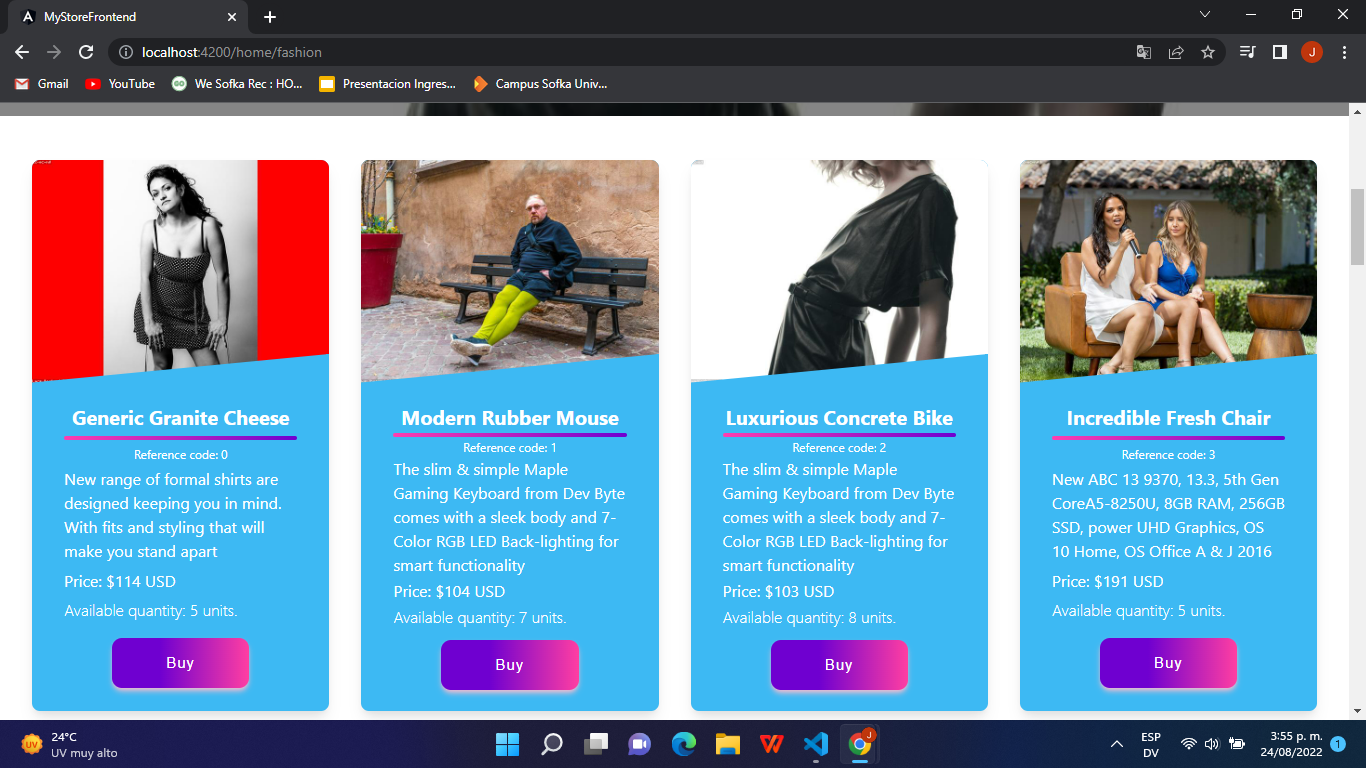 MyStoreFrontend
localhost:4200/home/fashion
Gmail
YouTube
We Sofka Rec : HO...
Presentacion Ingres...
Campus Sofka Univ...
Generic Granite Cheese
Reference code: 0
New range of formal shirts are
designed keeping you in mind.
With fits and styling that will
make you stand apart
Price: $114 USD
Available quantity: 5 units.
Buy
Modern Rubber Mouse
Reference code: 1
The slim & simple Maple
Gaming Keyboard from Dev Byte
comes with a sleek body and 7-
Color RGB LED Back-lighting for
smart functionality
Price: $104 USD
Available quantity: 7 units.
Buy
Luxurious Concrete Bike
Reference code: 2
The slim & simple Maple
Gaming Keyboard from Dev Byte
comes with a sleek body and 7-
Color RGB LED Back-lighting for
smart functionality
Price: $103 USD
Available quantity: 8 units.
Buy
Incredible Fresh Chair
Reference code: 3
New ABC 13 9370, 13.3, 5th Gen
CoreA5-8250U, 8GB RAM, 256GB
SSD, power UHD Graphics, OS
10 Home, OS Office A & J 2016
Price: $191 USD
Available quantity: 5 units.
Buy
UV
24°C
UV muy alto
ESP
DV
3:55 p. m.
24/08/2022
1